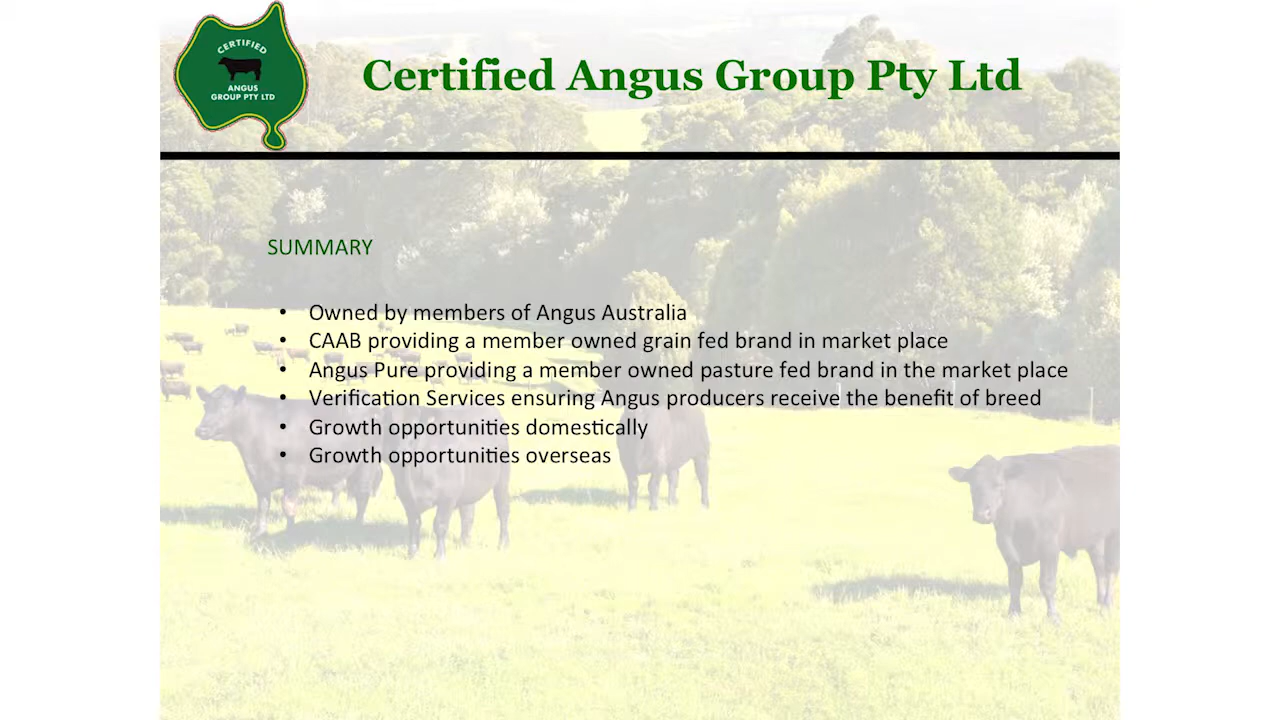 CERTIFIED
ANGUS
GROUP PTY LTD
Certified Angus Group Pty Ltd
SUMMARY
• Owned by members of Angus Australia
• CAAB providing a member owned grain fed brand in market place
• Angus Pure providing a member owned pasture fed brand in the market place
• Verification Services ensuring Angus producers receive the benefit of breed
• Growth opportunities domestically
• Growth opportunities overseas